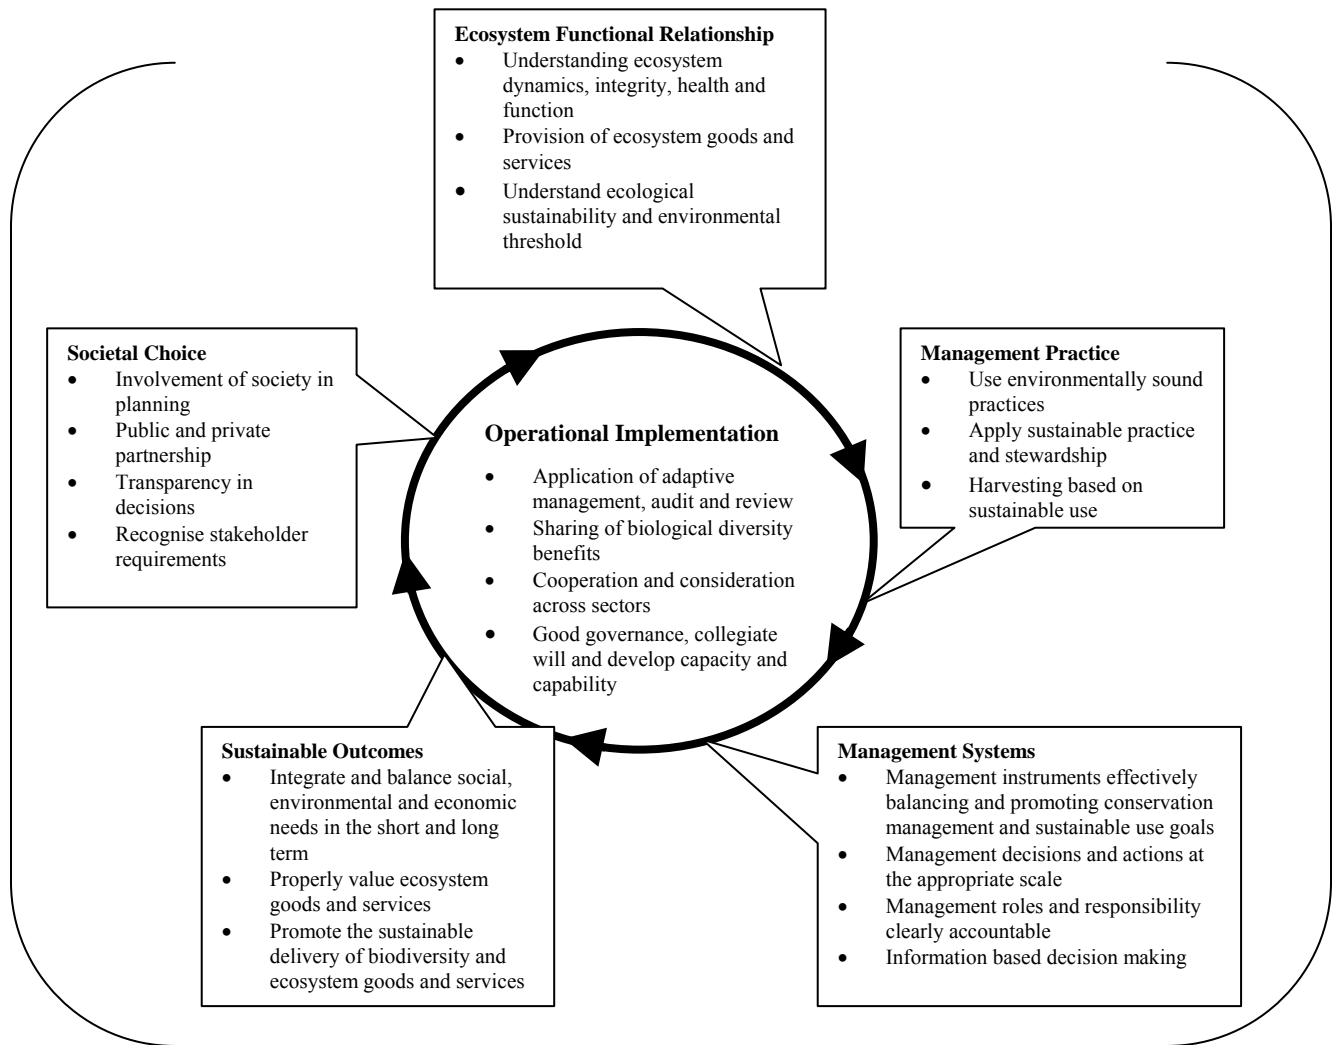 Ecosystem Functional Relationship
• Understanding ecosystem
dynamics, integrity, health and
function
• Provision of ecosystem goods and
services
• Understand ecological
sustainability and environmental
threshold
Societal Choice
• Involvement of society in
planning
• Public and private
partnership
• Transparency in
decisions
• Recognise stakeholder
requirements
Operational Implementation
• Application of adaptive
management, audit and review
• Sharing of biological diversity
benefits
• Cooperation and consideration
across sectors
• Good governance, collegiate
will and develop capacity and
capability
Management Practice
• Use environmentally sound
practices
• Apply sustainable practice
and stewardship
• Harvesting based on
sustainable use
Sustainable Outcomes
• Integrate and balance social,
environmental and economic
needs in the short and long
term
• Properly value ecosystem
goods and services
• Promote the sustainable
delivery of biodiversity and
ecosystem goods and services
Management Systems
• Management instruments effectively
balancing and promoting conservation
management and sustainable use goals
• Management decisions and actions at
the appropriate scale
• Management roles and responsibility
clearly accountable
• Information based decision making